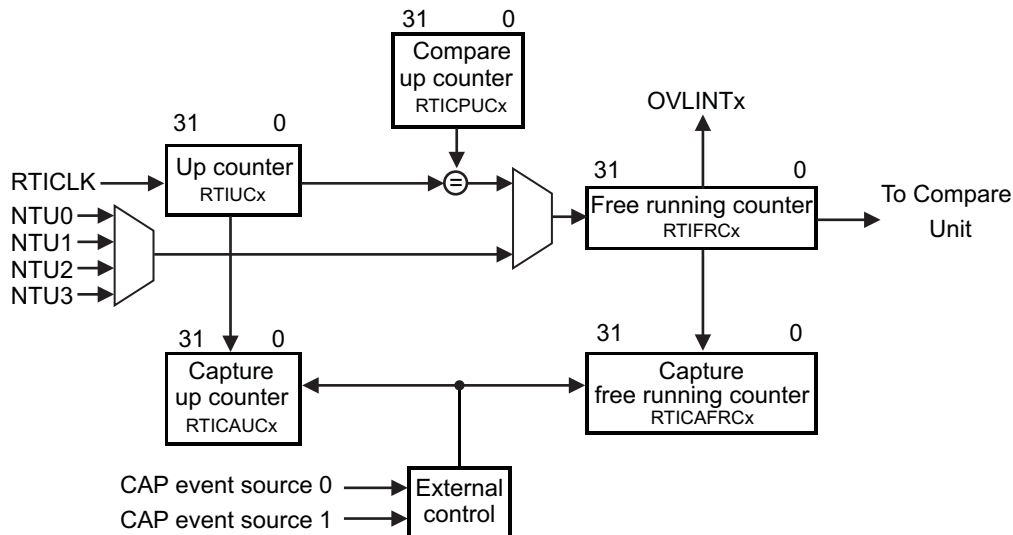 31 0
Compare
up counter
RTICPUCx
OVLINTx
31 0
Up counter
RTIUCx
RTICLK
NTU0
NTU1
NTU2
NTU3
=
31 0
Free running counter
RTIFRCx
To Compare
Unit
31 0
Capture
up counter
RTICAUCx
31 0
Capture
free running counter
RTICAFRCx
CAP event source 0
CAP event source 1
External
control